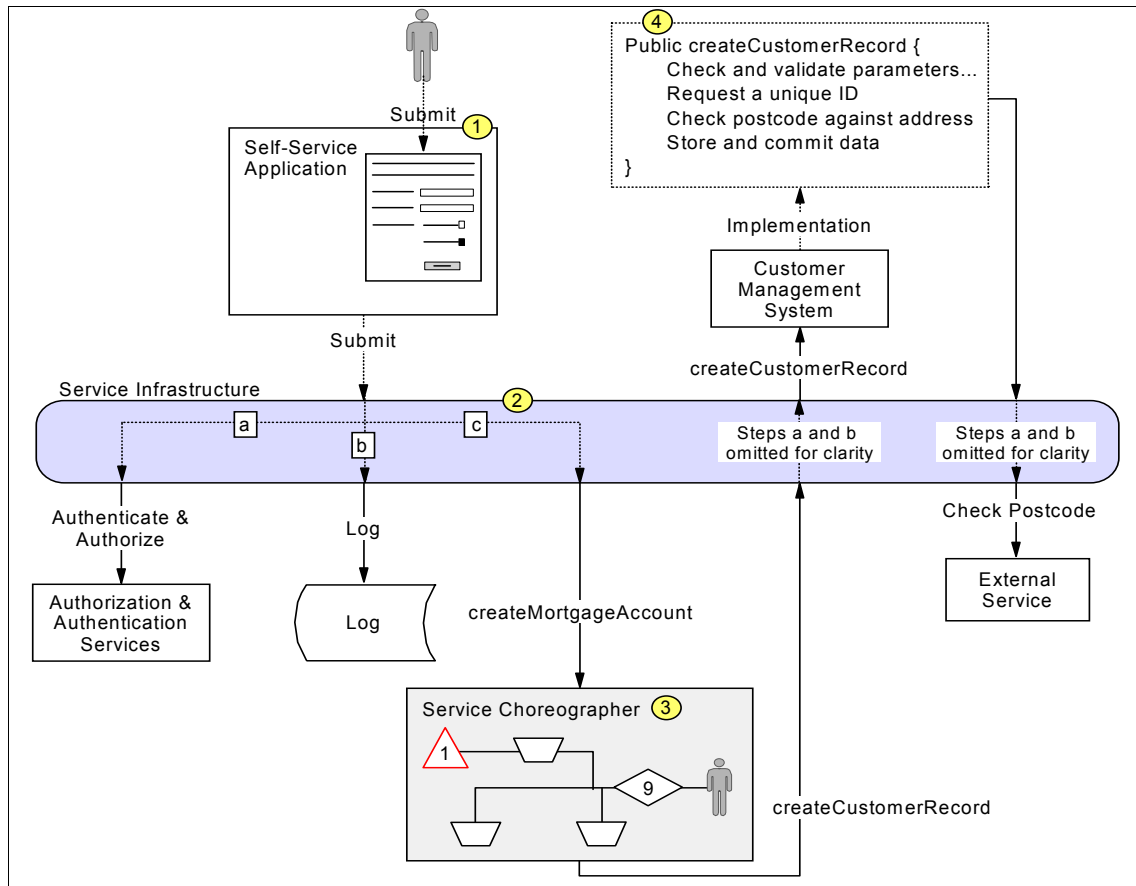 4
Public createCustomerRecord {
Check and validate parameters...
Request a unique ID
Check postcode against address
Store and commit data
}
Submit
1
Self-Service
Application
Implementation
Customer
Management
System
Submit
createCustomerRecord
Service Infrastructure
2
a
b
c
Steps a and b
omitted for clarity
Steps a and b
omitted for clarity
Authenticate &
Authorize
Log
Check Postcode
Authorization &
Authentication
Services
Log
createMortgageAccount
External
Service
Service Choreographer
3
1
9
createCustomerRecord